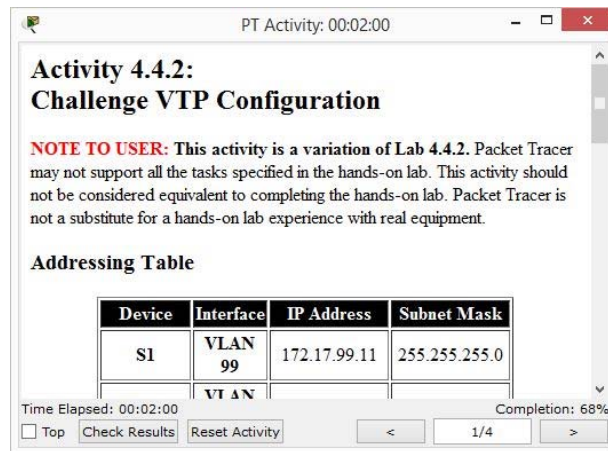 PT Activity: 00:02:00
Activity 4.4.2:
Challenge VTP Configuration
NOTE TO USER: This activity is a variation of Lab 4.4.2. Packet Tracer
may not support all the tasks specified in the hands-on lab. This activity should
not be considered equivalent to completing the hands-on lab. Packet Tracer is
not a substitute for a hands-on lab experience with real equipment.
Addressing Table
Device Interface IP Address Subnet Mask
S1 VLAN 99 172.17.99.11 255.255.255.0
VLAN
Time Elapsed: 00:02:00 Completion: 68%
Top Check Results Reset Activity < 1/4 >